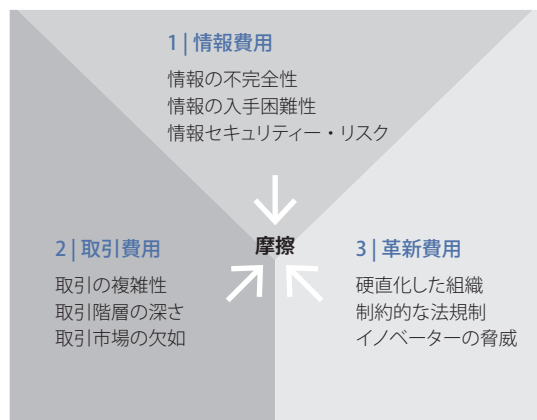 1 | 情報費用
情報の不完全性
情報の入手困難性
情報セキュリティー・リスク
摩擦
2 | 取引費用
取引の複雑性
取引階層の深さ
取引市場の欠如
3 | 革新費用
硬直化した組織
制約的な法規制
イノベーターの脅威